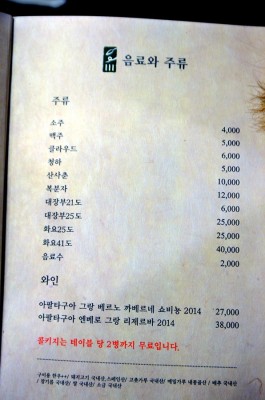 음료와 주류
주류
소주 4,000
맥주 5,000
클라우드 6,000
청하 5,000
산사춘 10,000
복분자 12,000
대장부21도 6,000
대장부25도 25,000
화요25도 25,000
화요41도 40,000
음료수 2,000
와인
아팔타구아 그랑 베르노 카베르네 쇼비뇽 2014 27,000
아팔타구아 엔베로 그랑 리제르바 2014 38,000
콜키지는 테이블 당 2병까지 무료입니다.